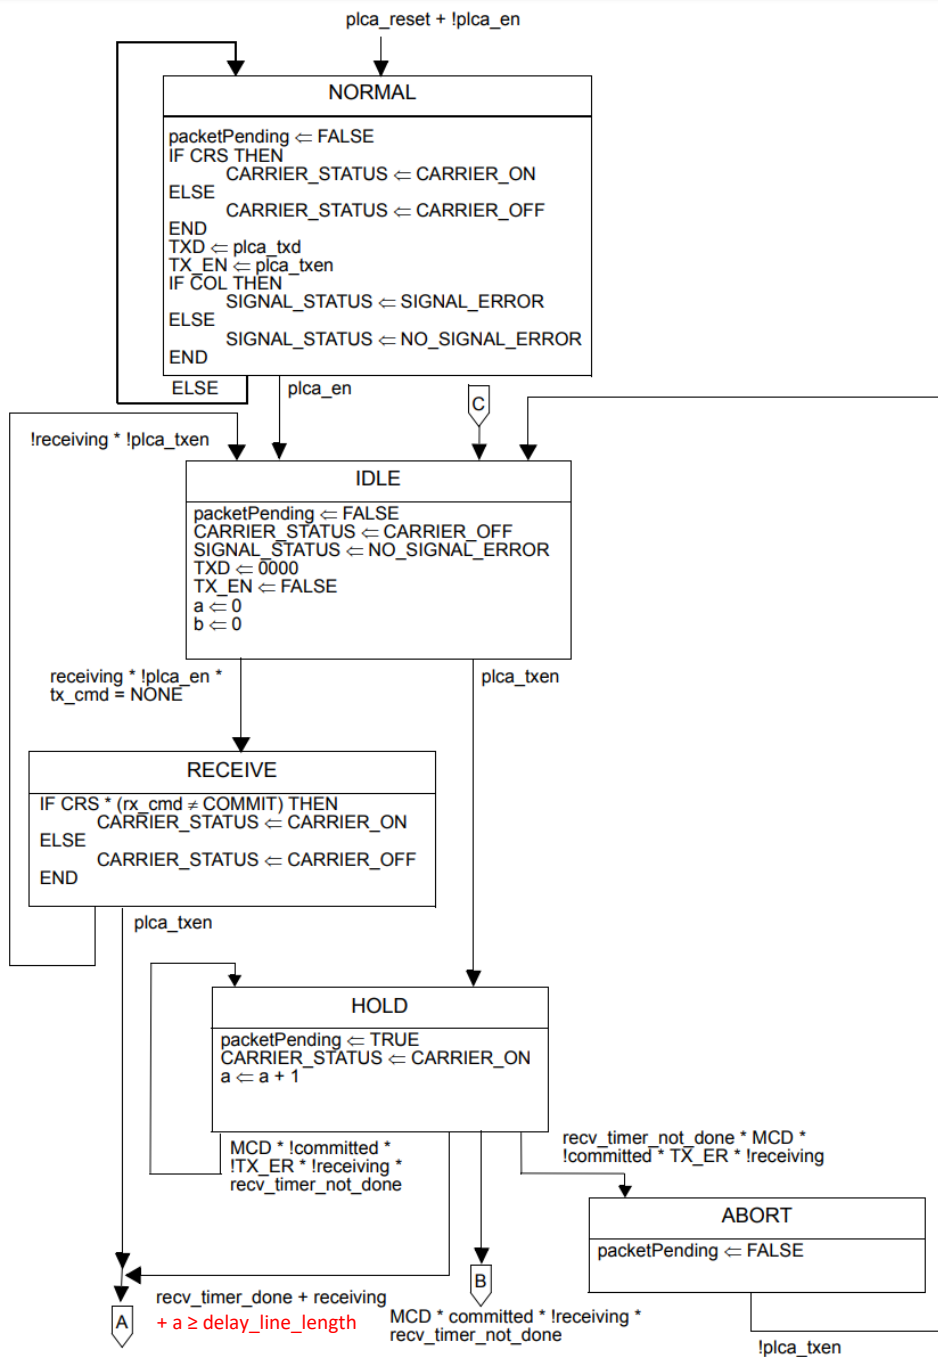 plca_reset + !plca_en
NORMAL
packetPending ⇐ FALSE
IF CRS THEN
CARRIER_STATUS ⇐ CARRIER_ON
ELSE
CARRIER_STATUS ⇐ CARRIER_OFF
END
TXD ⇐ plca_txd
TX_EN ⇐ plca_txen
IF COL THEN
SIGNAL_STATUS ⇐ SIGNAL_ERROR
ELSE
SIGNAL_STATUS ⇐ NO_SIGNAL_ERROR
END
ELSE
plca_en
C
!receiving * !plca_txen
IDLE
packetPending ⇐ FALSE
CARRIER_STATUS ⇐ CARRIER_OFF
SIGNAL_STATUS ⇐ NO_SIGNAL_ERROR
TXD ⇐ 0000
TX_EN ⇐ FALSE
a ⇐ 0
b ⇐ 0
receiving * !plca_en *
tx_cmd = NONE
plca_txen
RECEIVE
IF CRS * (rx_cmd ≠ COMMIT) THEN
CARRIER_STATUS ⇐ CARRIER_ON
ELSE
CARRIER_STATUS ⇐ CARRIER_OFF
END
plca_txen
HOLD
packetPending ⇐ TRUE
CARRIER_STATUS ⇐ CARRIER_ON
a ⇐ a + 1
MCD * !committed *
!TX_ER * !receiving *
recv_timer_not_done
recv_timer_not_done * MCD *
!committed * TX_ER * !receiving
ABORT
packetPending ⇐ FALSE
!plca_txen
recv_timer_done + receiving
+ a ≥ delay_line_length
A
B
MCD * committed * !receiving *
recv_timer_not_done